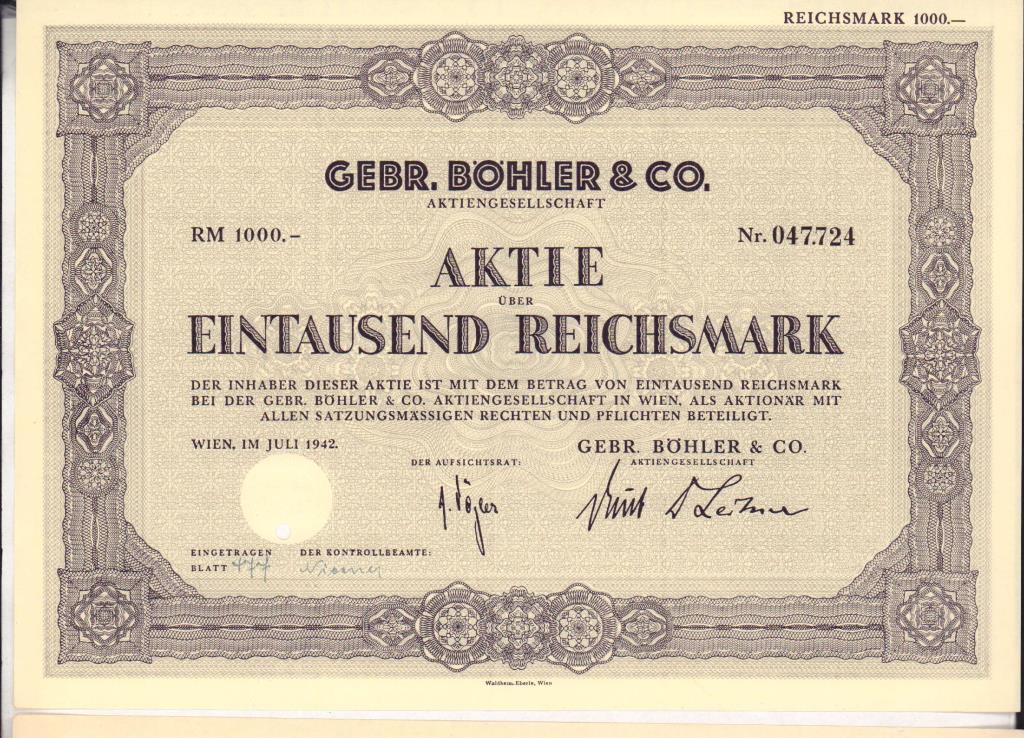 REICHSMARK 1000.—
GEBR. BÖHLER & CO.
AKTIENGESELLSCHAFT
RM 1000.– Nr. 047.724
AKTIE
ÜBER
EINTAUSEND REICHSMARK
DER INHABER DIESER AKTIE IST MIT DEM BETRAG VON EINTAUSEND REICHSMARK
BEI DER GEBR. BÖHLER & CO. AKTIENGESELLSCHAFT IN WIEN, ALS AKTIONÄR MIT
ALLEN SATZUNGSMÄSSIGEN RECHTEN UND PFLICHTEN BETEILIGT.
WIEN, IM JULI 1942. GEBR. BÖHLER & CO.
DER AUFSICHTSRAT: AKTIENGESELLSCHAFT
EINGETRAGEN DER KONTROLLBEAMTE:
BLATT 477
Waldheim-Eberle, Wien